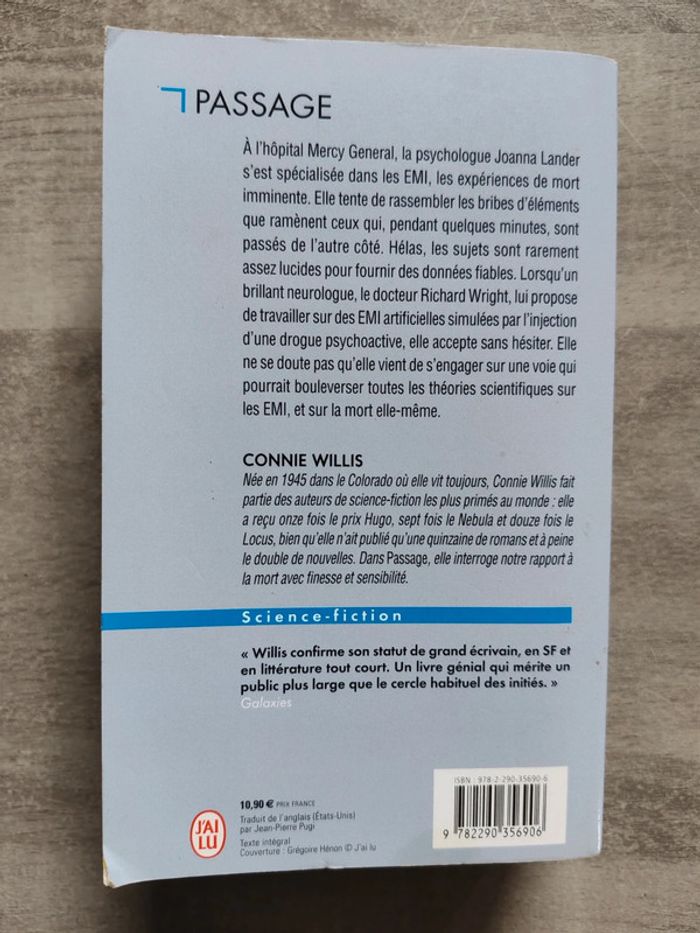 PASSAGE
À l'hôpital Mercy General, la psychologue Joanna Lander
s'est spécialisée dans les EMI, les expériences de mort
imminente. Elle tente de rassembler les bribes d'éléments
que ramènent ceux qui, pendant quelques minutes, sont
passés de l'autre côté. Hélas, les sujets sont rarement
assez lucides pour fournir des données fiables. Lorsqu'un
brillant neurologue, le docteur Richard Wright, lui propose
de travailler sur des EMI artificielles simulées par l'injection
d'une drogue psychoactive, elle accepte sans hésiter. Elle
ne se doute pas qu'elle vient de s'engager sur une voie qui
pourrait bouleverser toutes les théories scientifiques sur
les EMI, et sur la mort elle-même.
CONNIE WILLIS
Née en 1945 dans le Colorado où elle vit toujours, Connie Willis fait
partie des auteurs de science-fiction les plus primés au monde : elle
a reçu onze fois le prix Hugo, sept fois le Nebula et douze fois le
Locus, bien qu'elle n'ait publié qu'une quinzaine de romans et à peine
le double de nouvelles. Dans Passage, elle interroge notre rapport à
la mort avec finesse et sensibilité.
Science-fiction
« Willis confirme son statut de grand écrivain, en SF et
en littérature tout court. Un livre génial qui mérite un
public plus large que le cercle habituel des initiés. »
Galaxies
J'AI
LU
10,90 € PRIX FRANCE
Traduit de l'anglais (États-Unis)
par Jean-Pierre Pugi
Texte intégral
Couverture : Grégoire Hénon © J'ai lu
ISBN : 978-2-290-35690-6
9 782290 356906